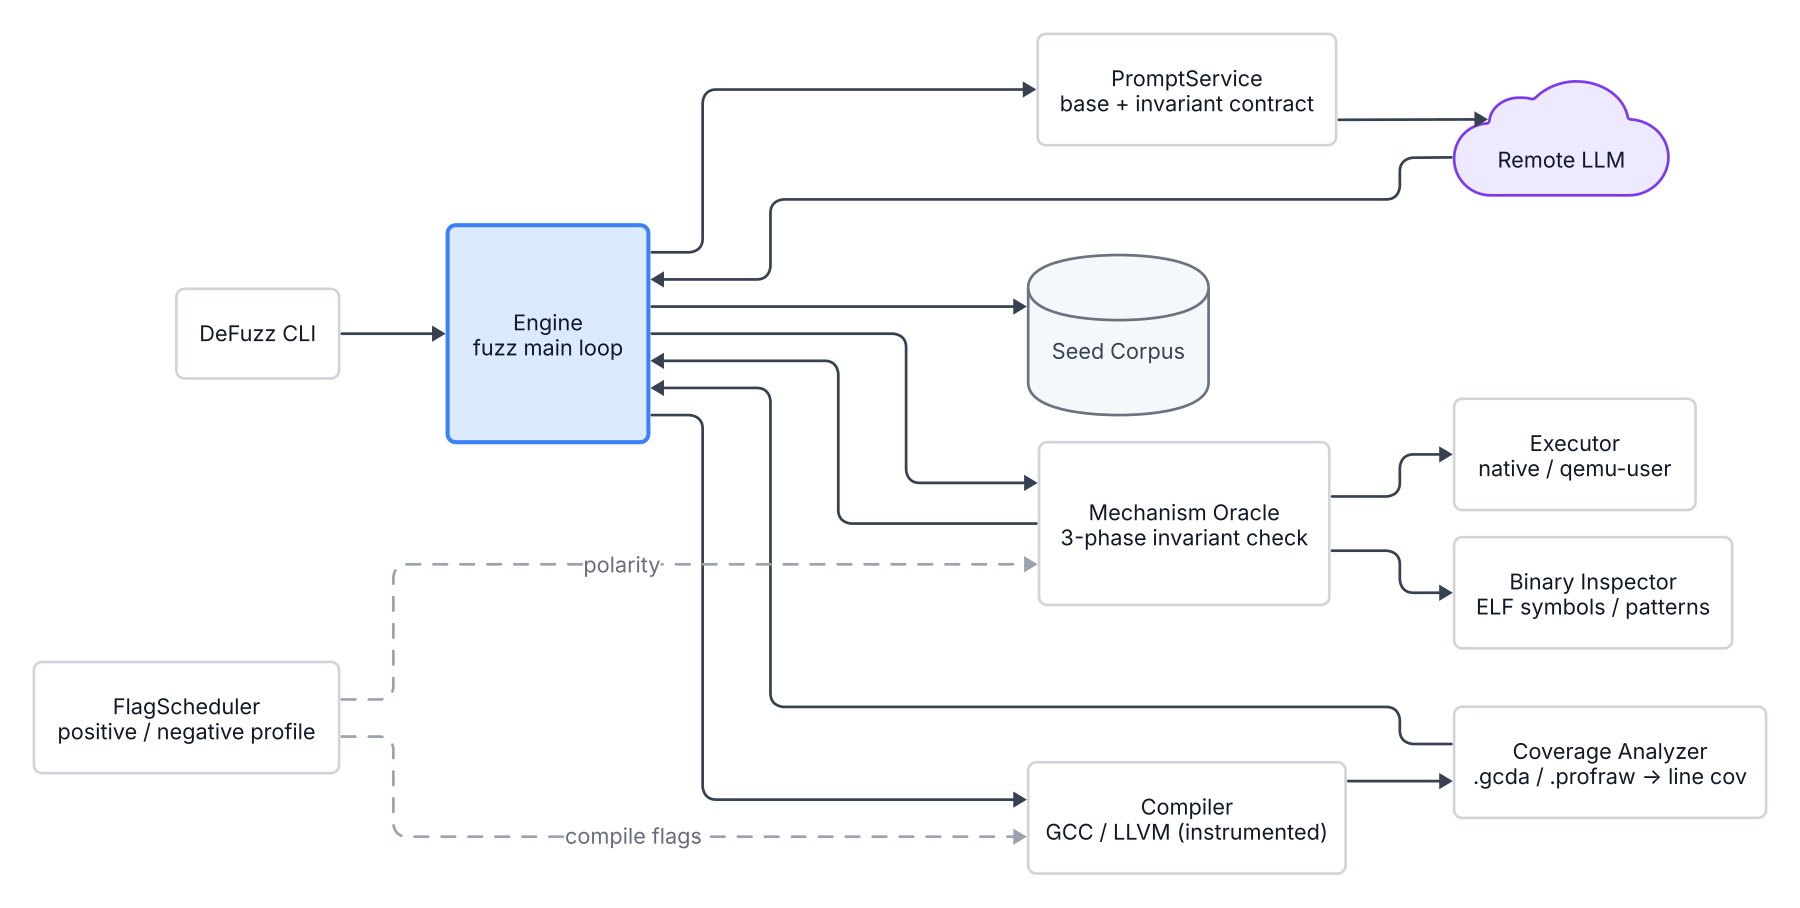 PromptService
base + invariant contract
Remote LLM
DeFuzz CLI
Engine
fuzz main loop
Seed Corpus
Executor
native / qemu-user
Mechanism Oracle
3-phase invariant check
polarity
Binary Inspector
ELF symbols / patterns
FlagScheduler
positive / negative profile
Coverage Analyzer
.gcda / .profraw → line cov
Compiler
GCC / LLVM (instrumented)
compile flags